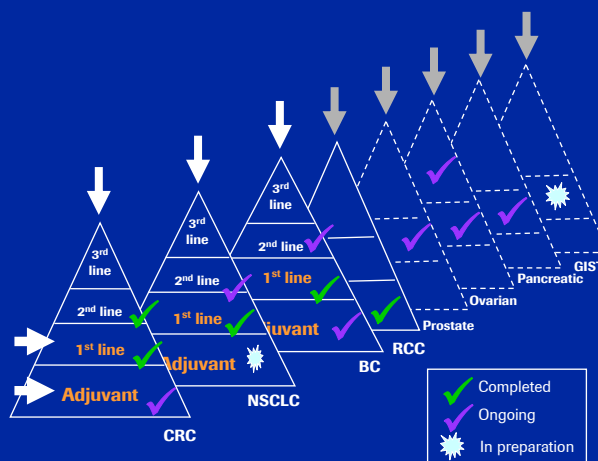 3rd
line
2nd line
1st line
Adjuvant
CRC
3rd
line
2nd line
1st line
Adjuvant
NSCLC
3rd
line
2nd line
1st line
juvant
BC
RCC
Prostate
Ovarian
Pancreatic
GIST
Completed
Ongoing
In preparation